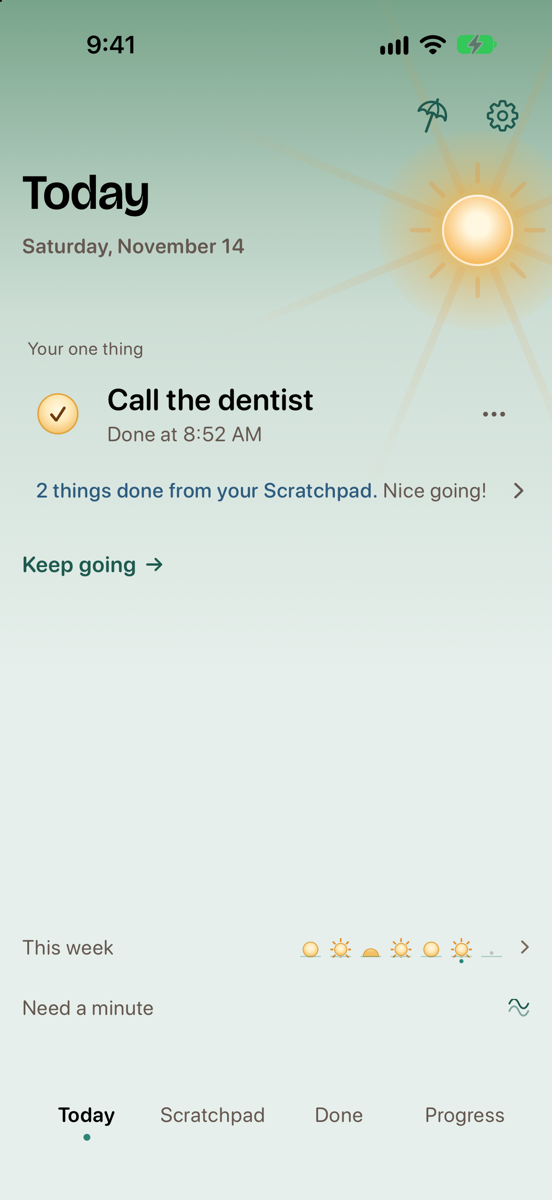 9:41
Today
Saturday, November 14
Your one thing
Call the dentist
Done at 8:52 AM
2 things done from your Scratchpad. Nice going!
Keep going
This week
Need a minute
Today
Scratchpad
Done
Progress